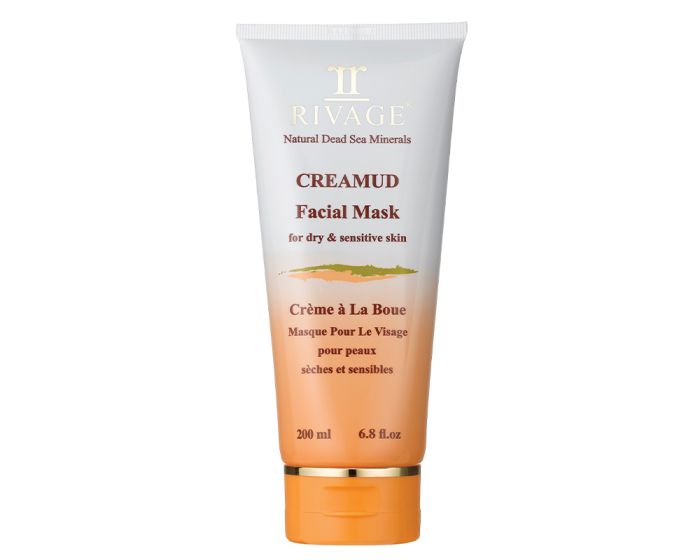 RIVAGE
Natural Dead Sea Minerals
CREAMUD
Facial Mask
for dry & sensitive skin
Crème à La Boue
Masque Pour Le Visage
pour peaux
sèches et sensibles
200 ml 6.8 fl.oz